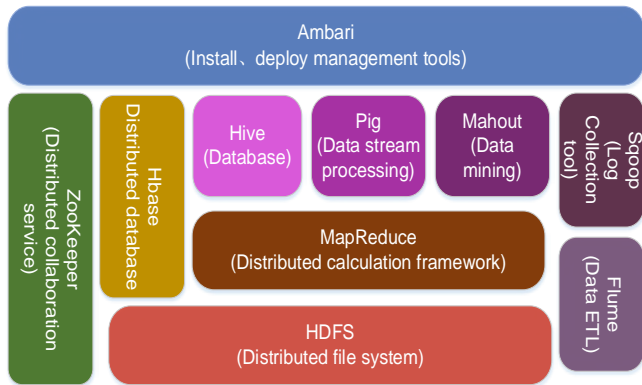 Ambari
(Install、deploy management tools)
ZooKeeper
(Distributed collaboration
service)
Hbase
Distributed database
Hive
(Database)
Pig
(Data stream
processing)
Mahout
(Data
mining)
Sqoop
(Log
Collection
tool)
MapReduce
(Distributed calculation framework)
Flume
(Data ETL)
HDFS
(Distributed file system)